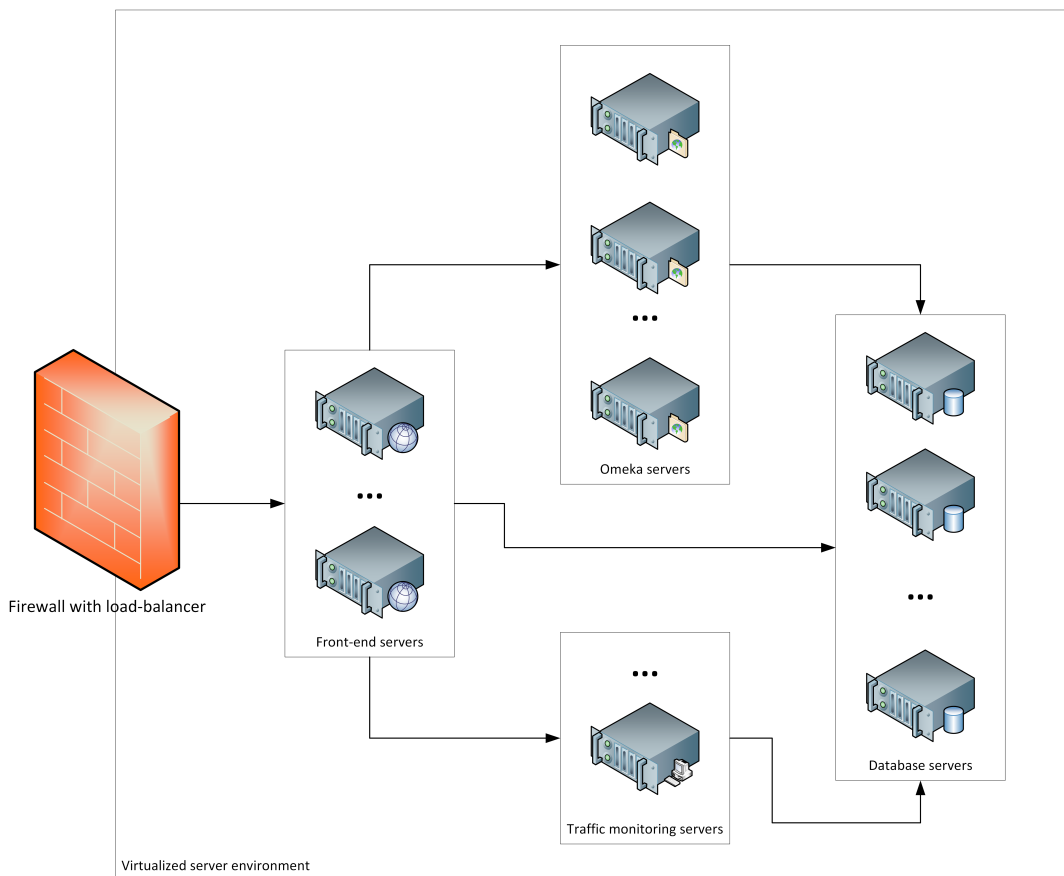 Omeka servers
Firewall with load-balancer
Front-end servers
Database servers
Traffic monitoring servers
Virtualized server environment